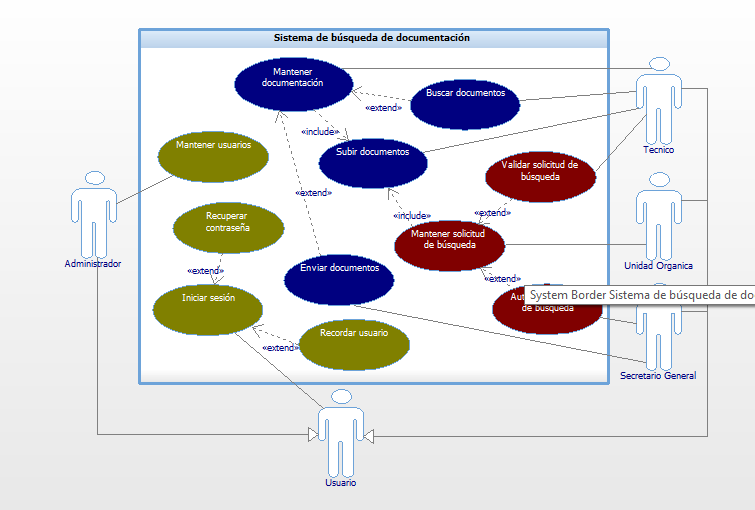 Sistema de búsqueda de documentación
Mantener
documentación
Buscar documentos
«extend»
«include»
Tecnico
Mantener usuarios
Subir documentos
Validar solicitud de
búsqueda
«extend»
«extend»
Recuperar
contraseña
«include»
Mantener solicitud
de búsqueda
Administrador
Unidad Organica
«extend»
Enviar documentos
«extend»
Iniciar sesión
System Border Sistema de búsqueda de do
de búsqueda
Recordar usuario
«extend»
Secretario General
Usuario